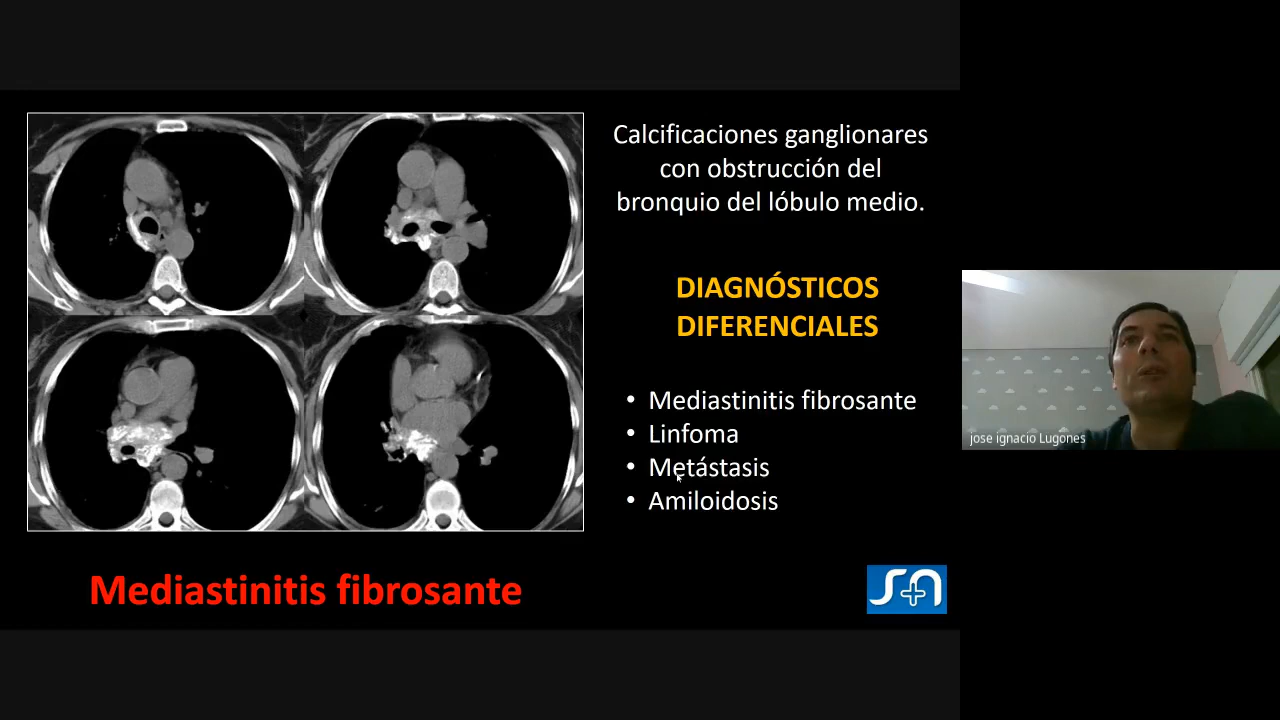 Calcificaciones ganglionares
con obstrucción del
bronquio del lóbulo medio.
DIAGNÓSTICOS
DIFERENCIALES
• Mediastinitis fibrosante
• Linfoma
• Metástasis
• Amiloidosis
Mediastinitis fibrosante
jose ignacio Lugones